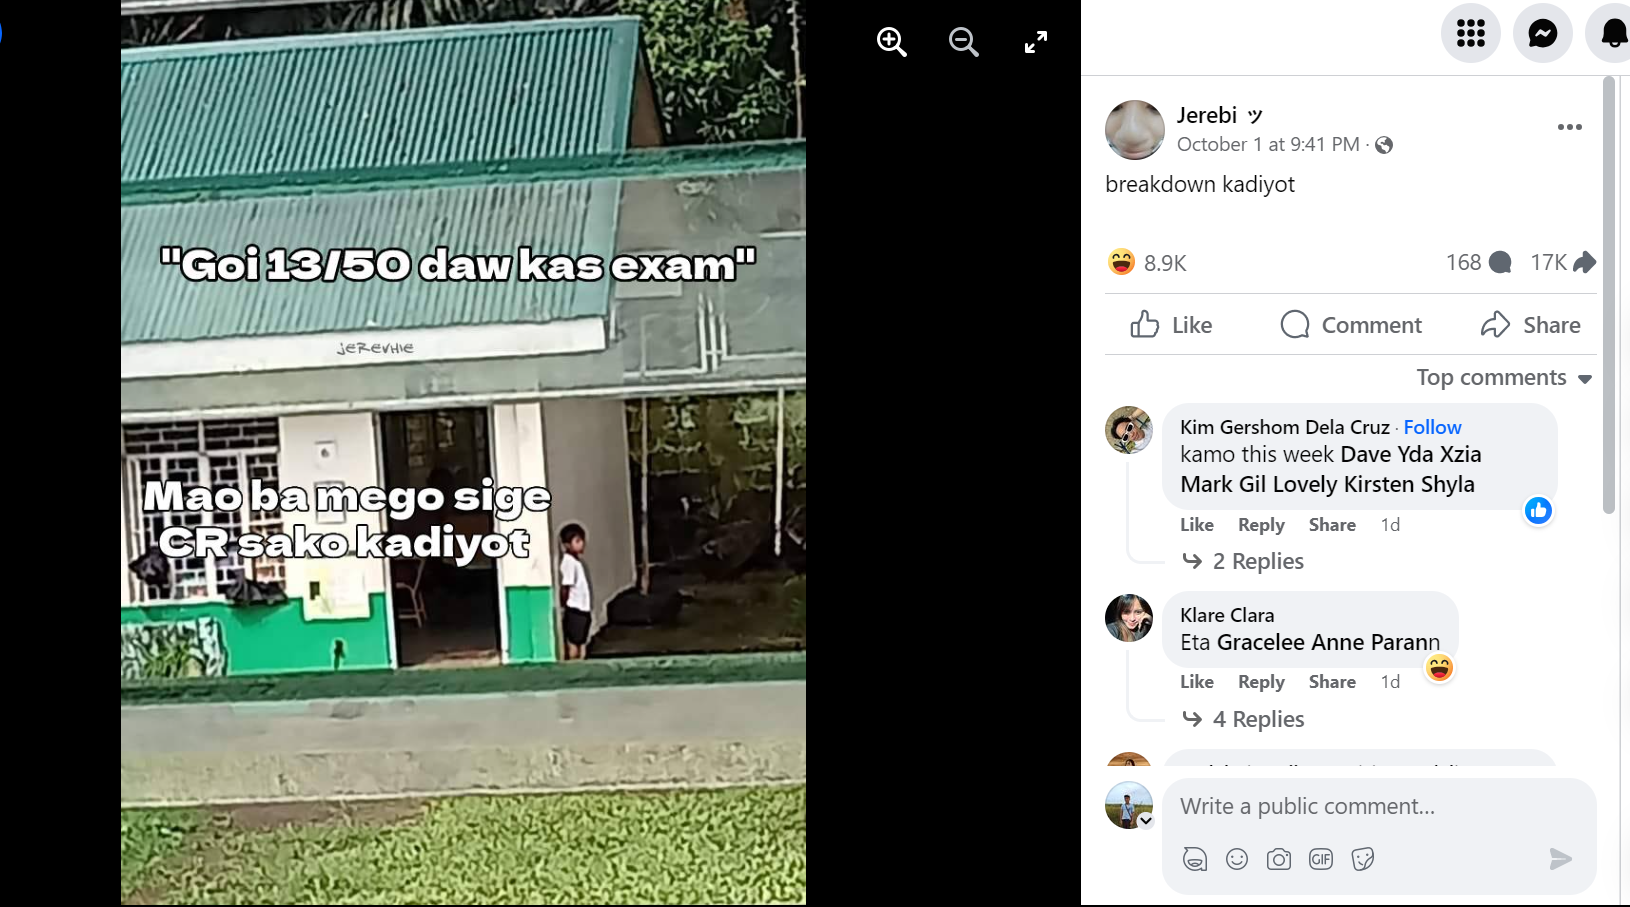 "Goi 13/50 daw kas exam"
JEREVHIE
Mao ba mego sige
CR sako kadiyot
Jerebi ツ
October 1 at 9:41 PM ·
breakdown kadiyot
8.9K
168
17K
Like
Comment
Share
Top comments
Kim Gershom Dela Cruz · Follow
kamo this week Dave Yda Xzia
Mark Gil Lovely Kirsten Shyla
Like Reply Share 1d
2 Replies
Klare Clara
Eta Gracelee Anne Parann
Like Reply Share 1d
4 Replies
Write a public comment...
GIF